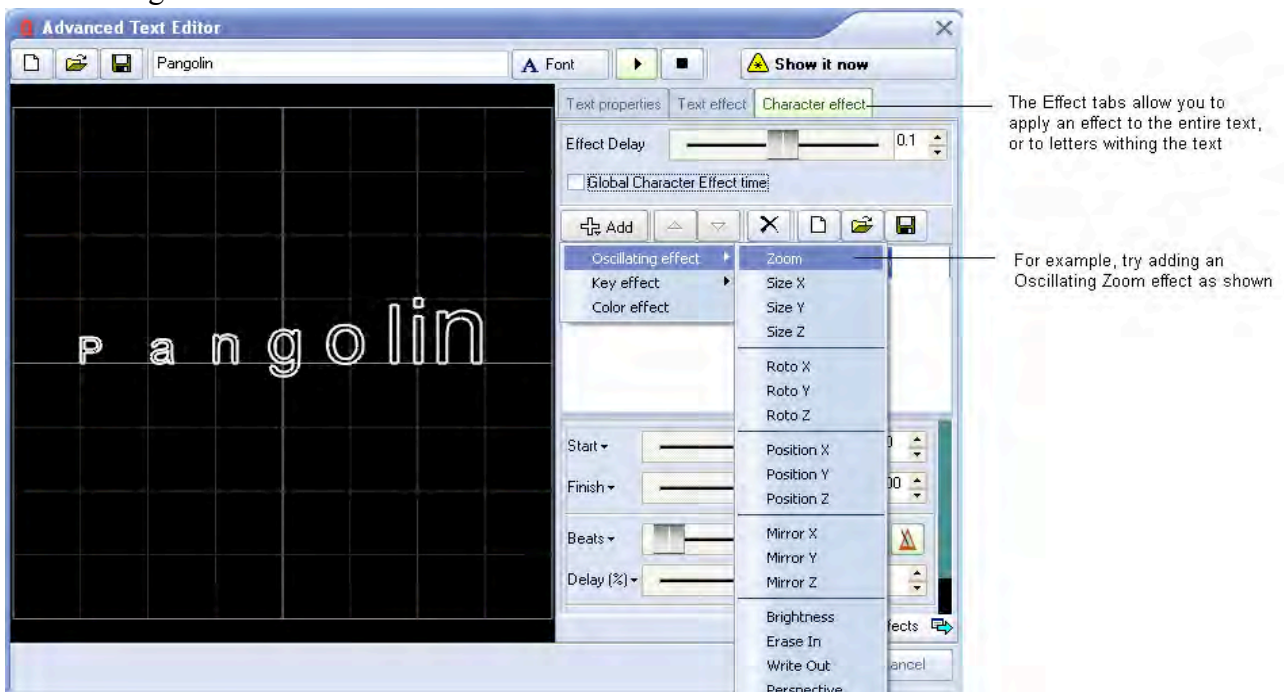 Advanced Text Editor
Pangolin
Font
Show it now
Text properties
Text effect
Character effect
The Effect tabs allow you to
apply an effect to the entire text,
or to letters withing the text
Effect Delay
0.1
Global Character Effect time
Add
Oscillating effect
Key effect
Color effect
Zoom
Size X
Size Y
Size Z
For example, try adding an
Oscillating Zoom effect as shown
Roto X
Roto Y
Roto Z
Position X
Position Y
Position Z
Mirror X
Mirror Y
Mirror Z
Brightness
Erase In
Write Out
Perspective
Pangolin
Start
Finish
Beats
Delay (%)
fects
ancel